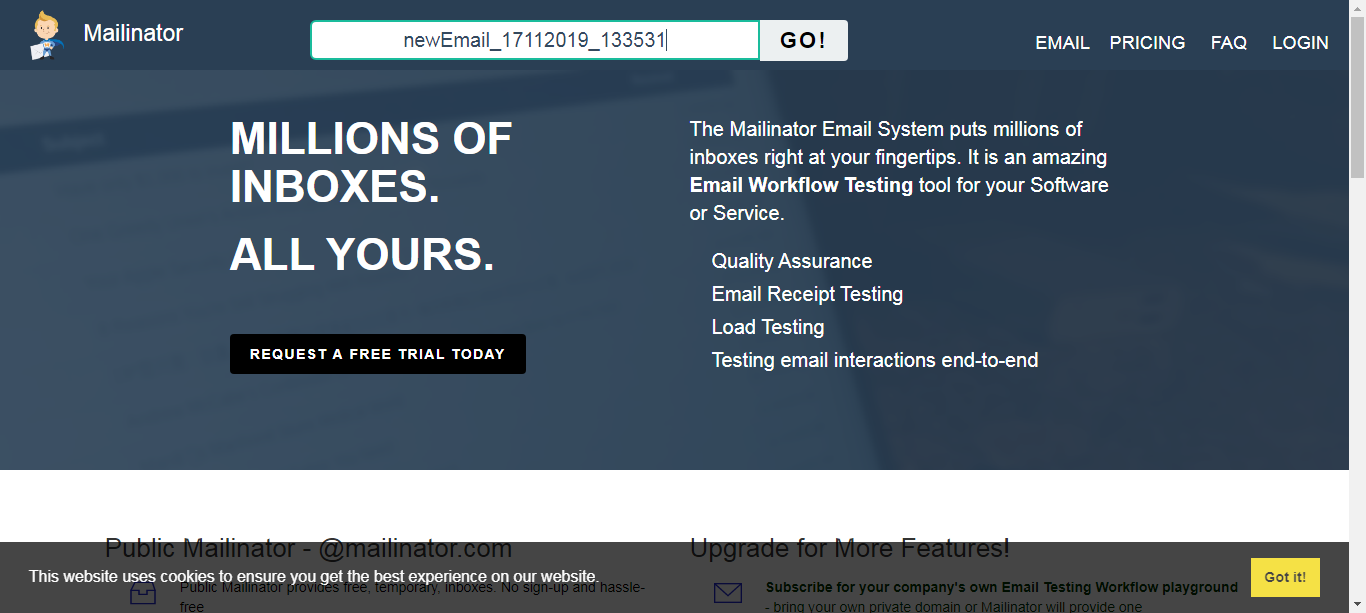 Mailinator
newEmail_17112019_133531
GO!
EMAIL PRICING FAQ LOGIN
MILLIONS OF
INBOXES.
ALL YOURS.
REQUEST A FREE TRIAL TODAY
The Mailinator Email System puts millions of
inboxes right at your fingertips. It is an amazing
Email Workflow Testing tool for your Software
or Service.
Quality Assurance
Email Receipt Testing
Load Testing
Testing email interactions end-to-end
Public Mailinator - @mailinator.com
Public Mailinator provides free, temporary, inboxes. No sign-up and hassle-
free
Upgrade for More Features!
Subscribe for your company's own Email Testing Workflow playground
- bring your own private domain or Mailinator will provide one
This website uses cookies to ensure you get the best experience on our website.
Got it!